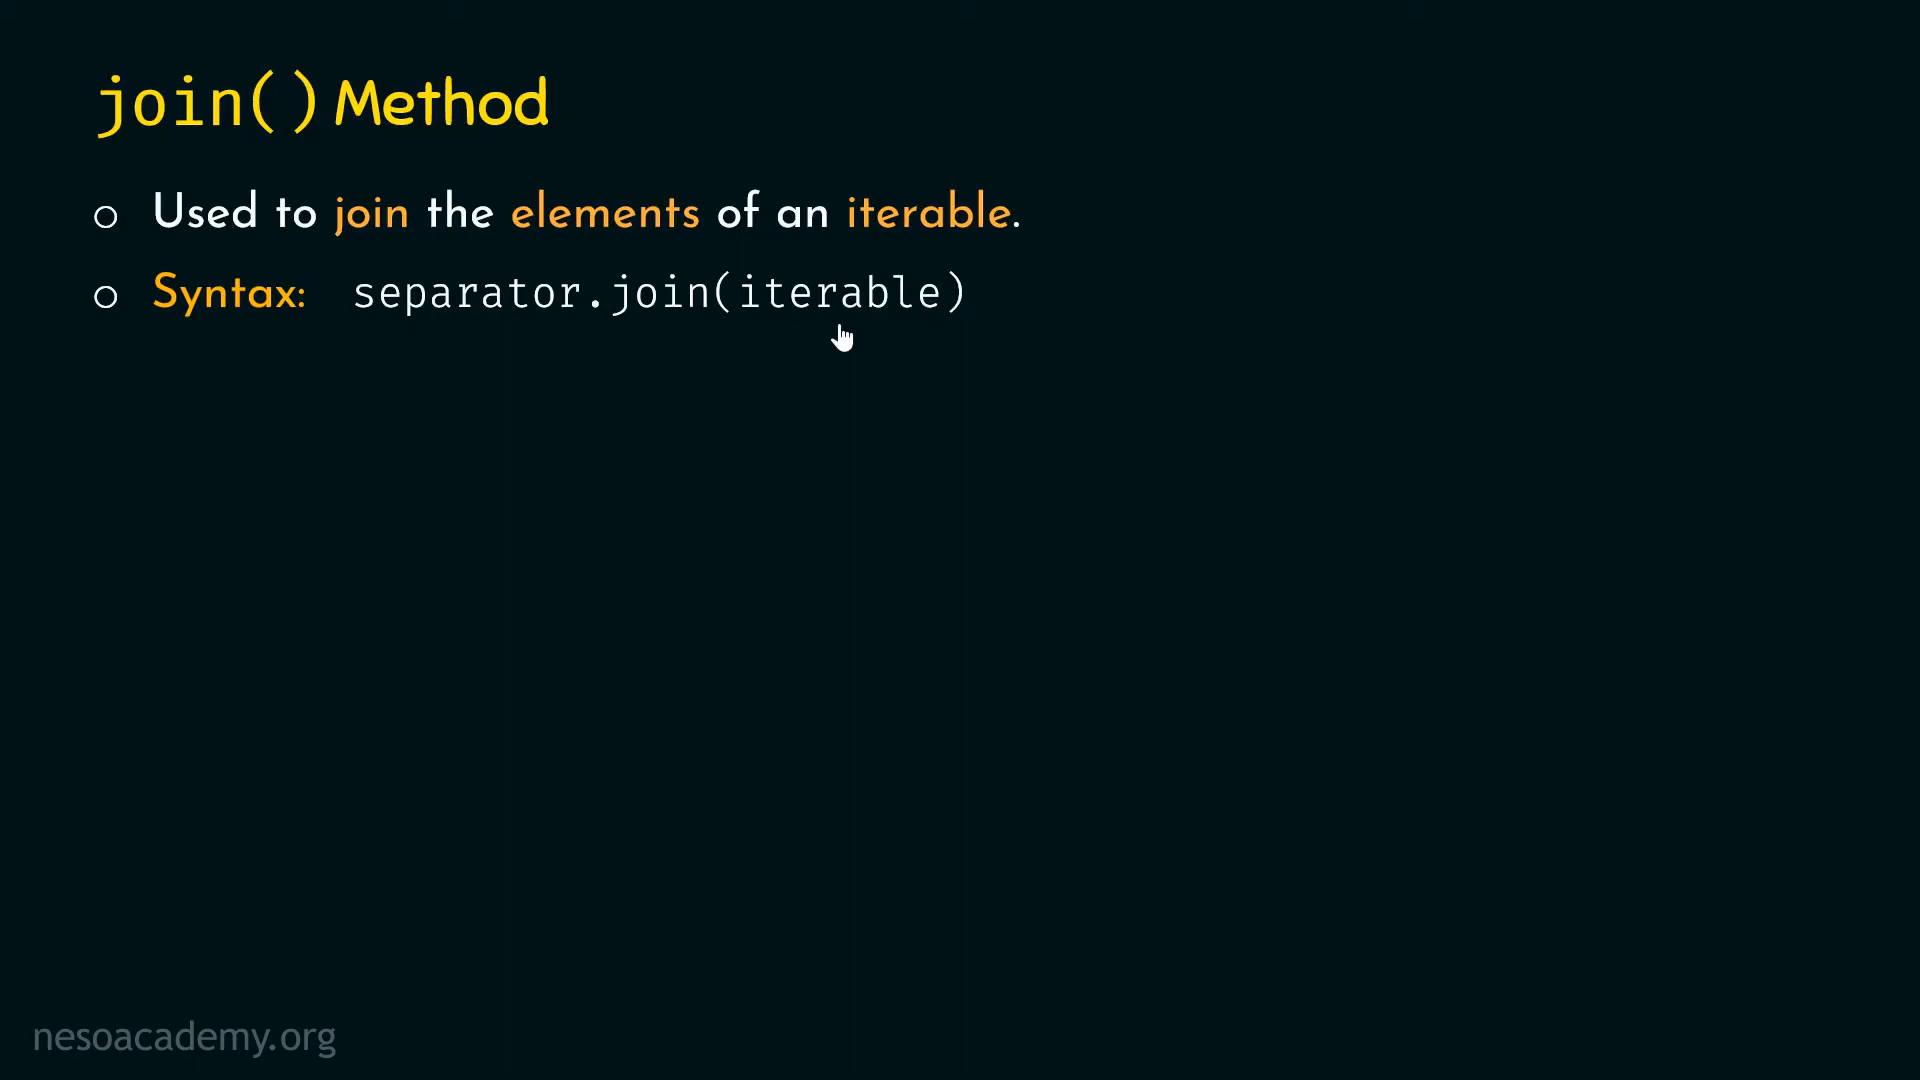 join() Method
Used to join the elements of an iterable.
Syntax: separator.join(iterable)
nesoacademy.org